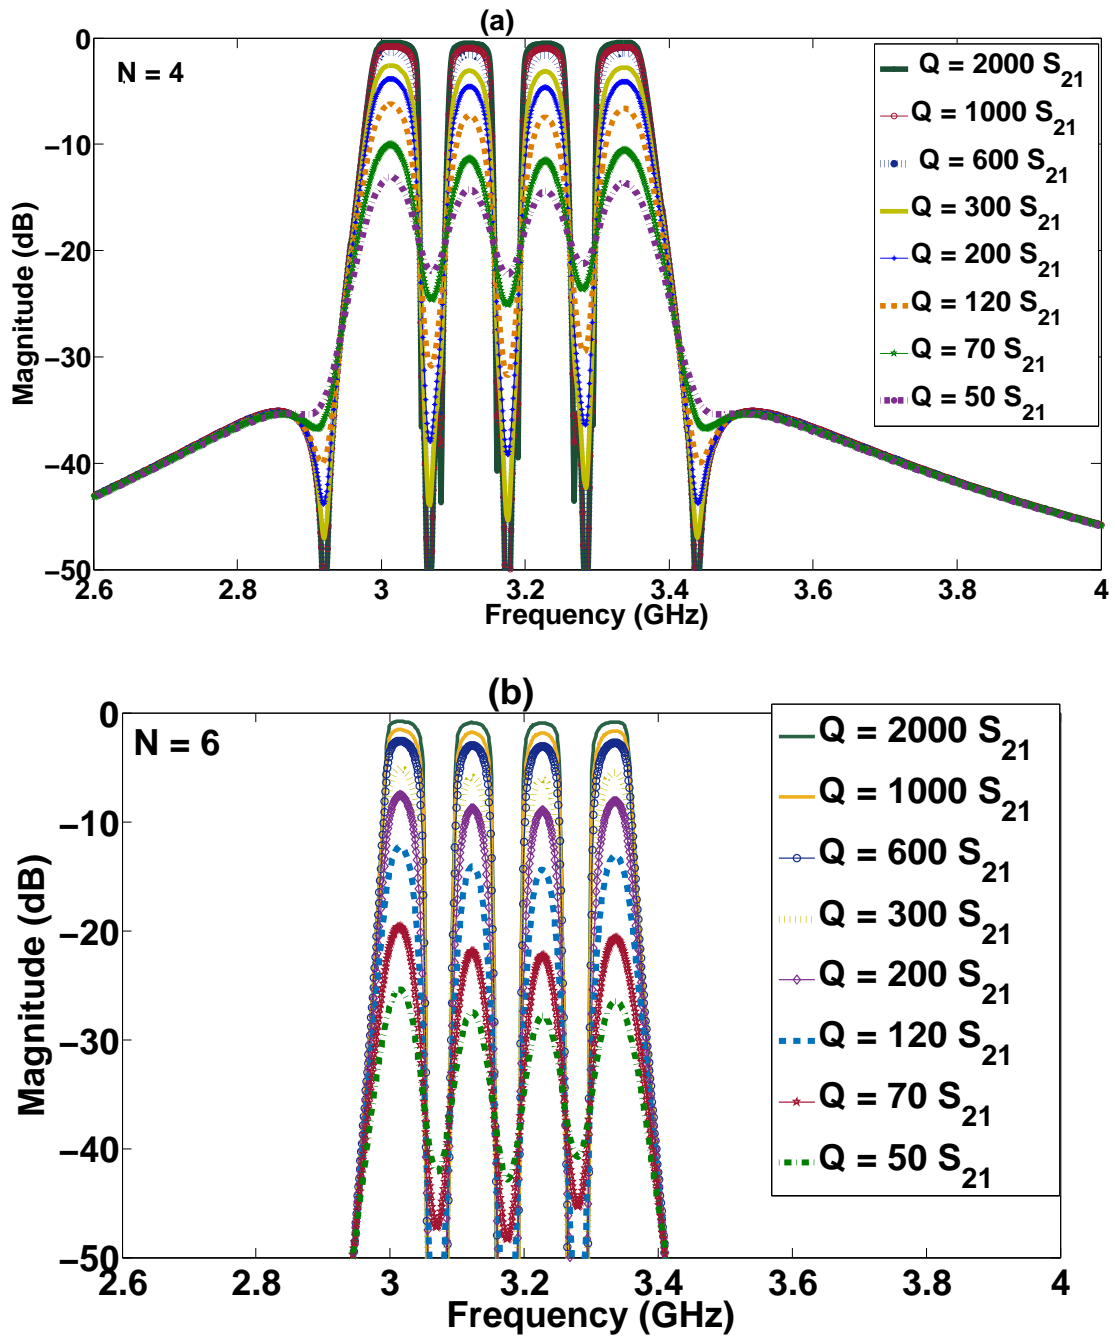 (a)
N = 4
Q = 2000 S21
Q = 1000 S21
Q = 600 S21
Q = 300 S21
Q = 200 S21
Q = 120 S21
Q = 70 S21
Q = 50 S21
0
−10
−20
−30
−40
−50
Magnitude (dB)
2.6 2.8 3 3.2 3.4 3.6 3.8 4
Frequency (GHz)
(b)
N = 6
Q = 2000 S21
Q = 1000 S21
Q = 600 S21
Q = 300 S21
Q = 200 S21
Q = 120 S21
Q = 70 S21
Q = 50 S21
0
−10
−20
−30
−40
−50
Magnitude (dB)
2.6 2.8 3 3.2 3.4 3.6 3.8 4
Frequency (GHz)